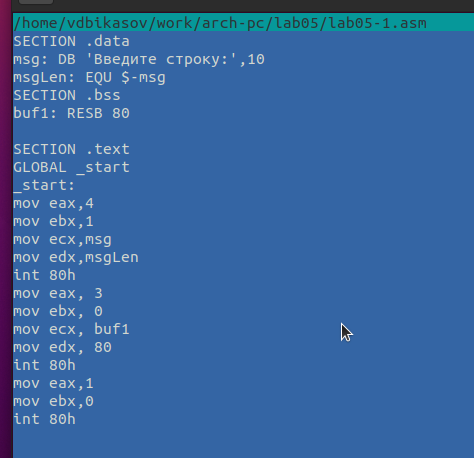 /home/vdbikasov/work/arch-pc/lab05/lab05-1.asm
SECTION .data
msg: DB 'Введите строку:',10
msgLen: EQU $-msg
SECTION .bss
buf1: RESB 80
SECTION .text
GLOBAL _start
_start:
mov eax,4
mov ebx,1
mov ecx,msg
mov edx,msgLen
int 80h
mov eax, 3
mov ebx, 0
mov ecx, buf1
mov edx, 80
int 80h
mov eax,1
mov ebx,0
int 80h